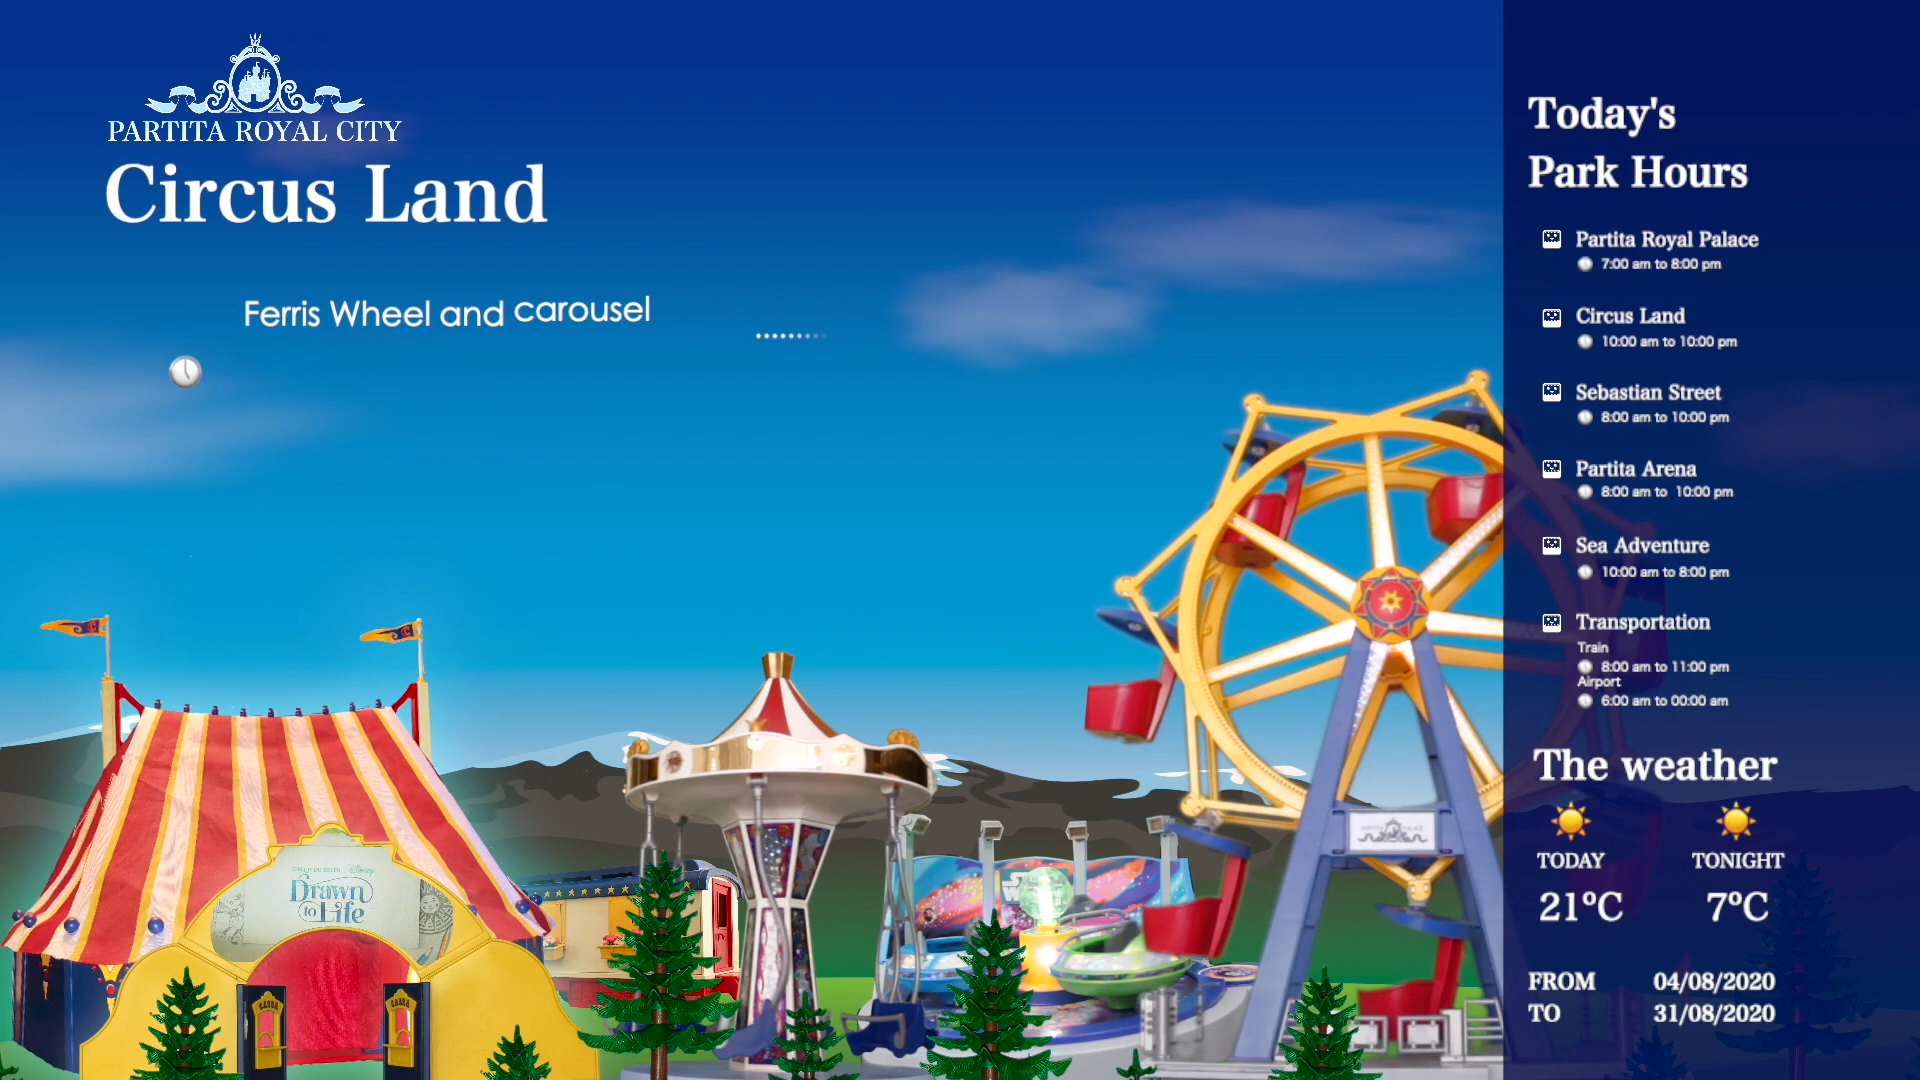 PARTITA ROYAL CITY
Circus Land
Ferris Wheel and carousel
Drawn
to Life
Today's
Park Hours
Partita Royal Palace
7:00 am to 8:00 pm
Circus Land
10:00 am to 10:00 pm
Sebastian Street
8:00 am to 10:00 pm
Partita Arena
8:00 am to 10:00 pm
Sea Adventure
10:00 am to 8:00 pm
Transportation
Train
8:00 am to 11:00 pm
Airport
6:00 am to 00:00 am
The weather
TODAY TONIGHT
21°C 7°C
FROM 04/08/2020
TO 31/08/2020